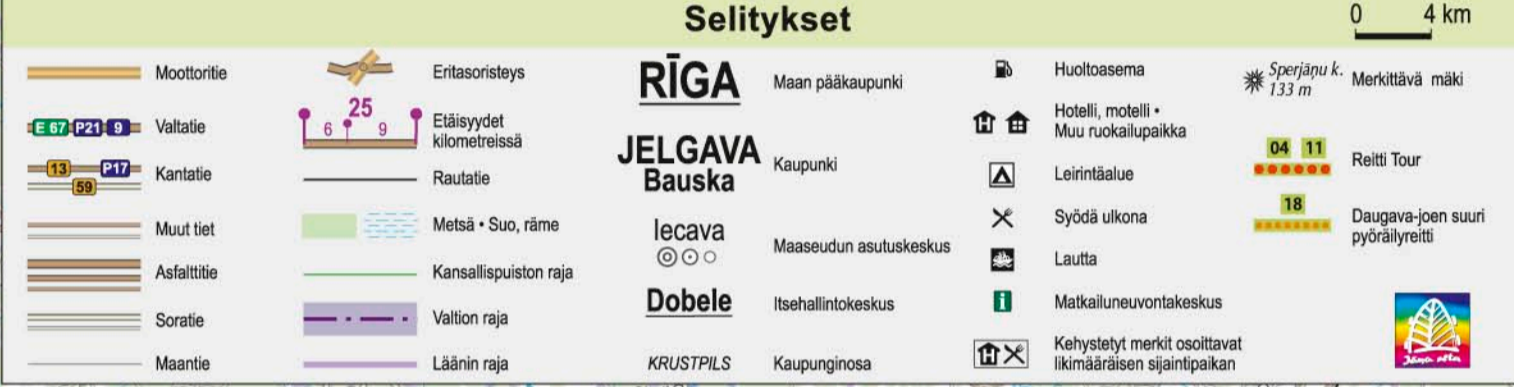 Selitykset
0 4 km
Moottoritie
E 67 P21 9 Valtatie
13 P17
59
Kantatie
Muut tiet
Asfalttitie
Soratie
Maantie
Eritasoristeys
25
6 9
Etäisyydet
kilometreissä
Rautatie
Metsä • Suo, räme
Kansallispuiston raja
Valtion raja
Läänin raja
RĪGA Maan pääkaupunki
JELGAVA
Bauska
Kaupunki
Iecava
Maaseudun asutuskeskus
Dobele Itsehallintokeskus
KRUSTPILS Kaupunginosa
Huoltoasema
H Hotelli, motelli •
Muu ruokailupaikka
Leirintäalue
Syödä ulkona
Lautta
i Matkailuneuvontakeskus
H Kehystetyt merkit osoittavat
likimääräisen sijaintipaikan
Sperjāņu k.
133 m
Merkittävä mäki
04 11
Reitti Tour
18
Daugava-joen suuri
pyöräilyreitti
Jāņa sēta